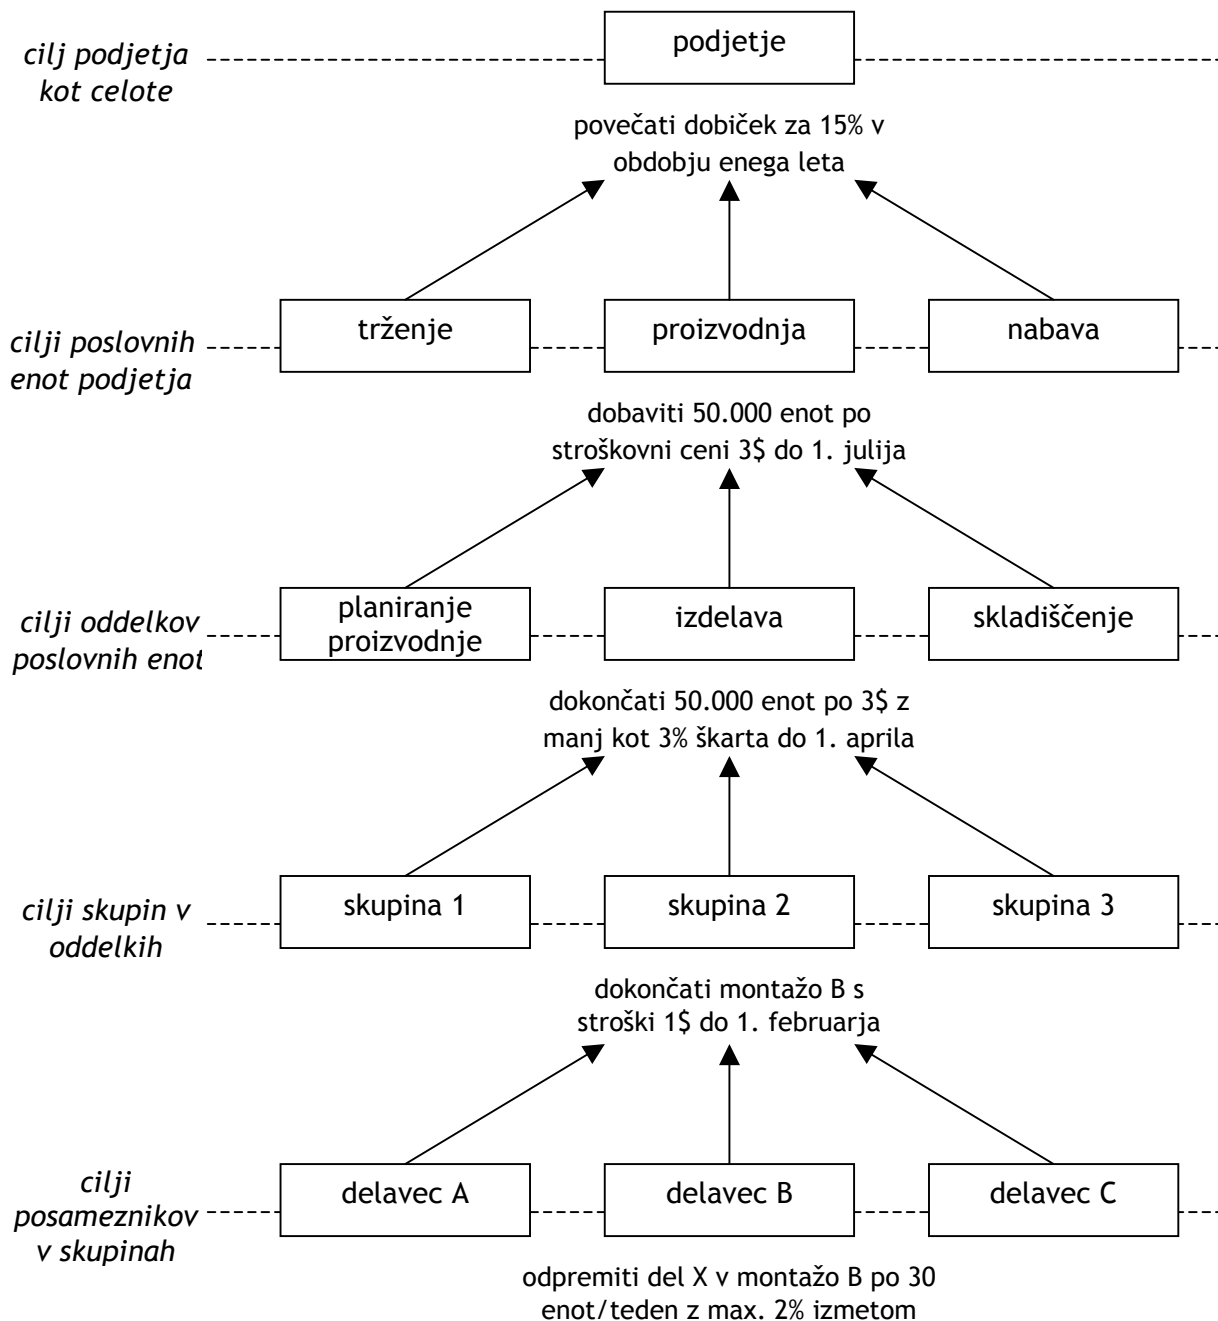 podjetje
cilj podjetja
kot celote
povečati dobiček za 15% v
obdobju enega leta
trženje
proizvodnja
nabava
cilji poslovnih
enot podjetja
dobaviti 50.000 enot po
stroškovni ceni 3$ do 1. julija
planiranje
proizvodnje
izdelava
skladiščenje
cilji oddelkov
poslovnih enot
dokončati 50.000 enot po 3$ z
manj kot 3% škarta do 1. aprila
skupina 1
skupina 2
skupina 3
cilji skupin v
oddelkih
dokončati montažo B s
stroški 1$ do 1. februarja
delavec A
delavec B
delavec C
cilji
posameznikov
v skupinah
odpremiti del X v montažo B po 30
enot/teden z max. 2% izmetom